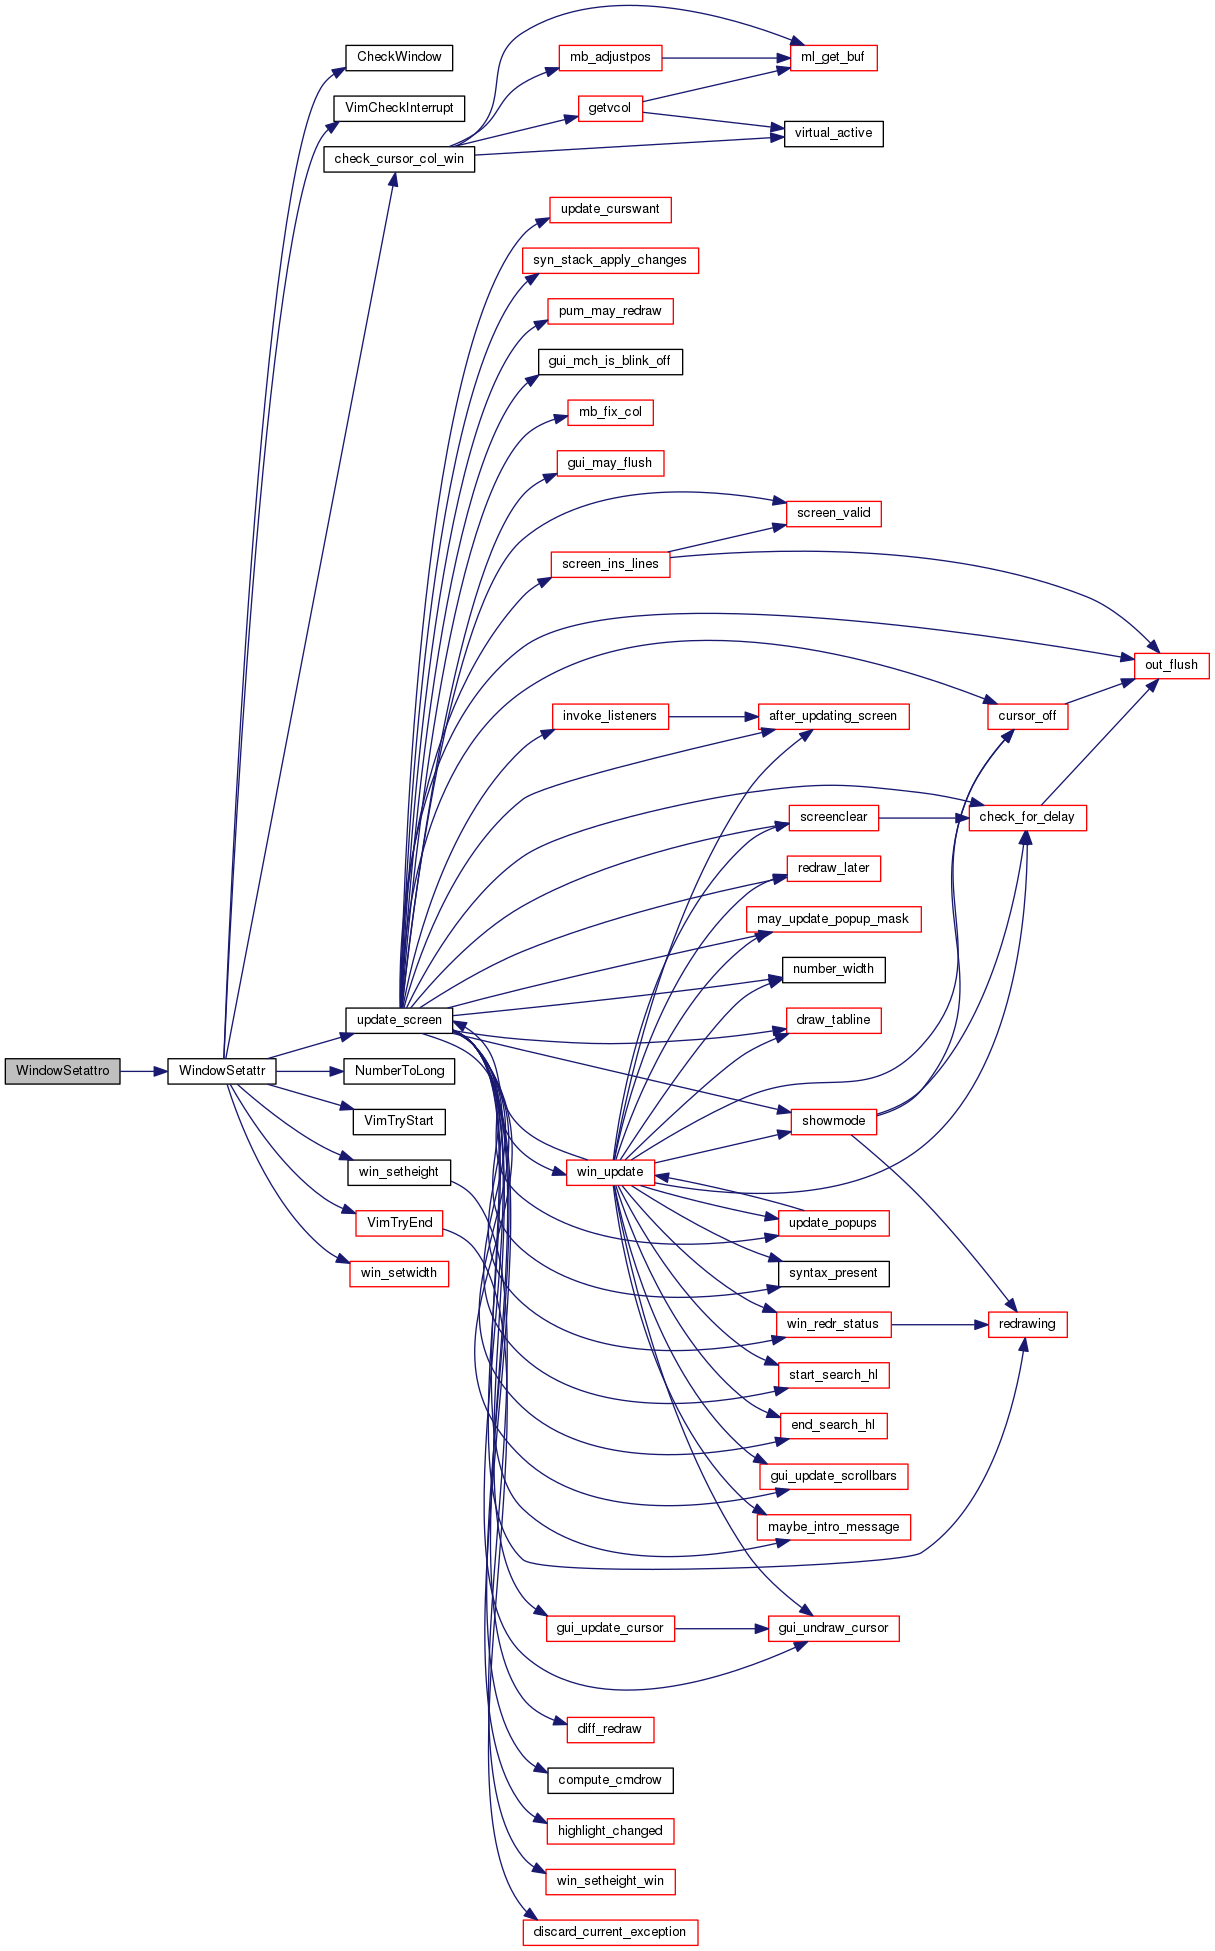 CheckWindow
mb_adjustpos
ml_get_buf
VimCheckInterrupt
getvcol
virtual_active
check_cursor_col_win
update_curswant
syn_stack_apply_changes
pum_may_redraw
gui_mch_is_blink_off
mb_fix_col
gui_may_flush
screen_valid
screen_ins_lines
out_flush
invoke_listeners
after_updating_screen
cursor_off
screenclear
check_for_delay
redraw_later
may_update_popup_mask
number_width
update_screen
draw_tabline
WindowSetattro
WindowSetattr
NumberToLong
VimTryStart
showmode
win_setheight
win_update
VimTryEnd
update_popups
win_setwidth
syntax_present
win_redr_status
redrawing
start_search_hl
end_search_hl
gui_update_scrollbars
maybe_intro_message
gui_update_cursor
gui_undraw_cursor
diff_redraw
compute_cmdrow
highlight_changed
win_setheight_win
discard_current_exception